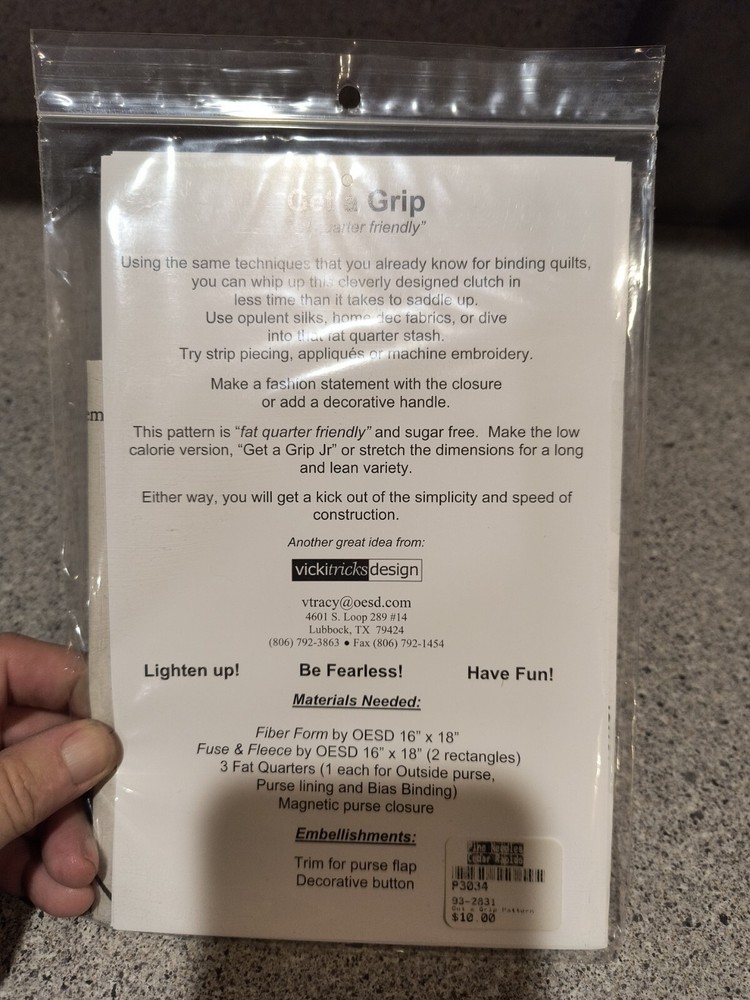 Get a Grip
quarter friendly”
Using the same techniques that you already know for binding quilts,
you can whip up this cleverly designed clutch in
less time than it takes to saddle up.
Use opulent silks, home dec fabrics, or dive
into that fat quarter stash.
Try strip piecing, appliqués or machine embroidery.
Make a fashion statement with the closure
or add a decorative handle.
This pattern is “fat quarter friendly” and sugar free. Make the low
calorie version, “Get a Grip Jr” or stretch the dimensions for a long
and lean variety.
Either way, you will get a kick out of the simplicity and speed of
construction.
Another great idea from:
vickitricksdesign
vtracy@oesd.com
4601 S. Loop 289 #14
Lubbock, TX 79424
(806) 792-3863 ● Fax (806) 792-1454
Lighten up! Be Fearless! Have Fun!
Materials Needed:
Fiber Form by OESD 16” x 18”
Fuse & Fleece by OESD 16” x 18” (2 rectangles)
3 Fat Quarters (1 each for Outside purse,
Purse lining and Bias Binding)
Magnetic purse closure
Embellishments:
Trim for purse flap
Decorative button
em
Pine Needles
Cedar Rapids
P3034
93-2831
Get a Grip Pattern
$10.00